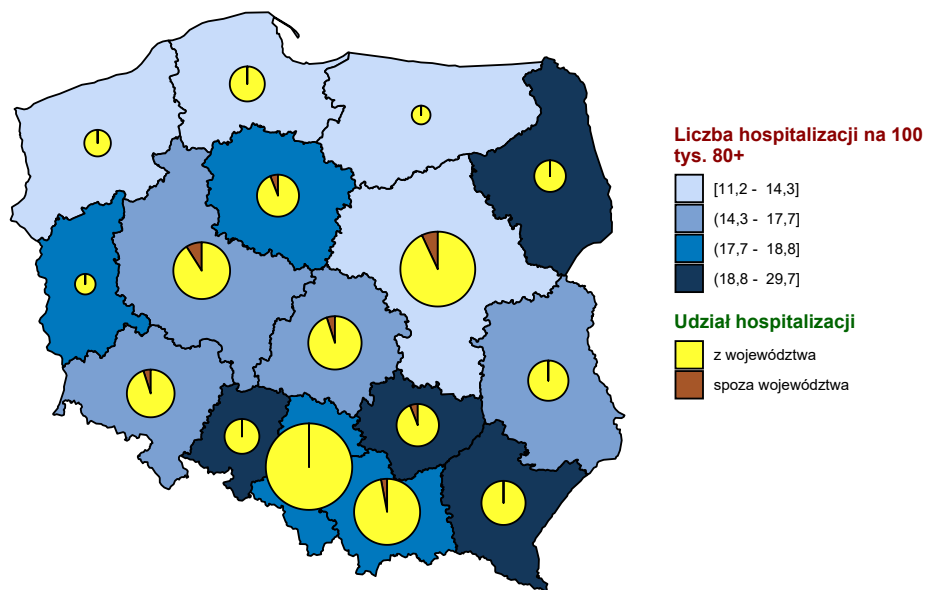 Liczba hospitalizacji na 100
tys. 80+
[11,2 - 14,3]
(14,3 - 17,7]
(17,7 - 18,8]
(18,8 - 29,7]
Udział hospitalizacji
z województwa
spoza województwa